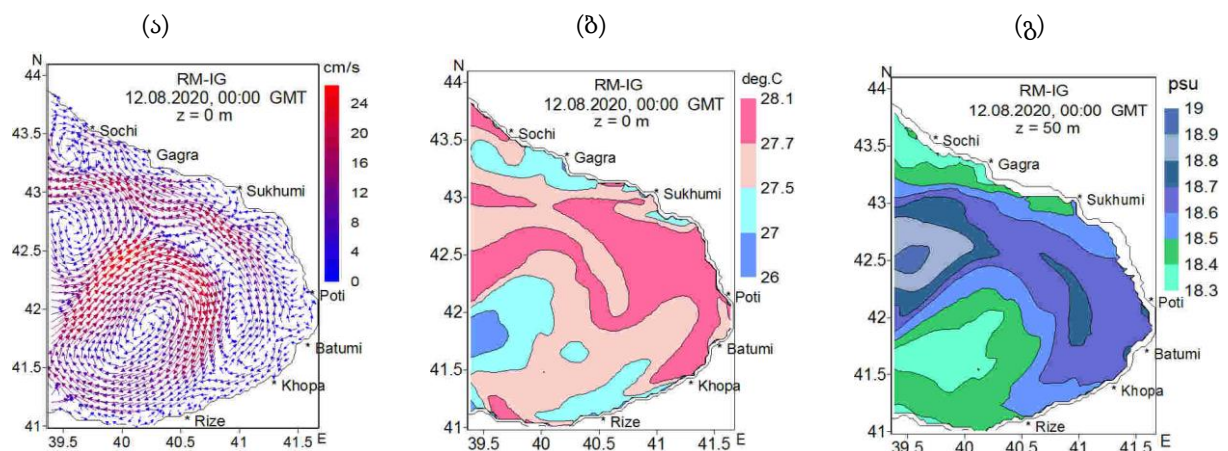 (ა) (ბ) (გ)
N
44
43.5
43
42.5
42
41.5
41
39.5 40 40.5 41 41.5 E
RM-IG
12.08.2020, 00:00 GMT
z = 0 m
* Sochi
* Gagra
* Sukhumi
* Poti
* Batumi
* Khopa
* Rize
cm/s
24
20
16
12
8
4
0
N
44
43.5
43
42.5
42
41.5
41
39.5 40 40.5 41 41.5 E
RM-IG
12.08.2020, 00:00 GMT
z = 0 m
* Sochi
* Gagra
* Sukhumi
* Poti
* Batumi
* Khopa
* Rize
deg.C
28.1
27.7
27.5
27
26
N
44
43.5
43
42.5
42
41.5
41
39.5 40 40.5 41 41.5 E
RM-IG
12.08.2020, 00:00 GMT
z = 50 m
* Sochi
* Gagra
* Sukhumi
* Poti
* Batumi
* Khopa
* Rize
psu
19
18.9
18.8
18.7
18.6
18.5
18.4
18.3